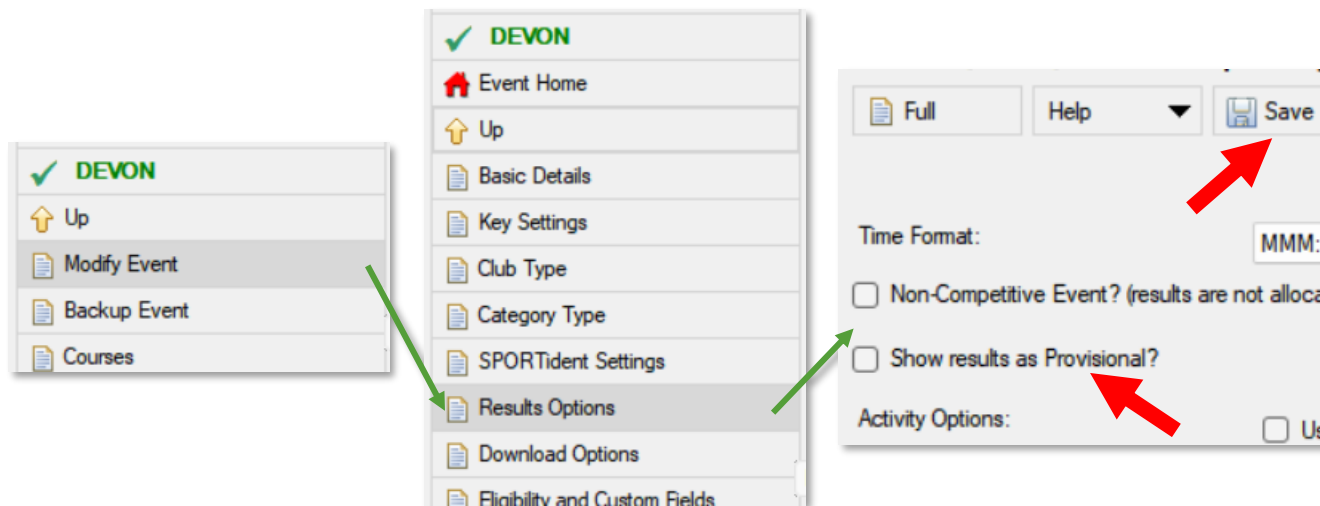 DEVON
Up
Modify Event
Backup Event
Courses
DEVON
Event Home
Up
Basic Details
Key Settings
Club Type
Category Type
SPORTident Settings
Results Options
Download Options
Eligibility and Custom Fields
Full Help Save
Time Format: MMM:
Non-Competitive Event? (results are not alloca
Show results as Provisional?
Activity Options: Us